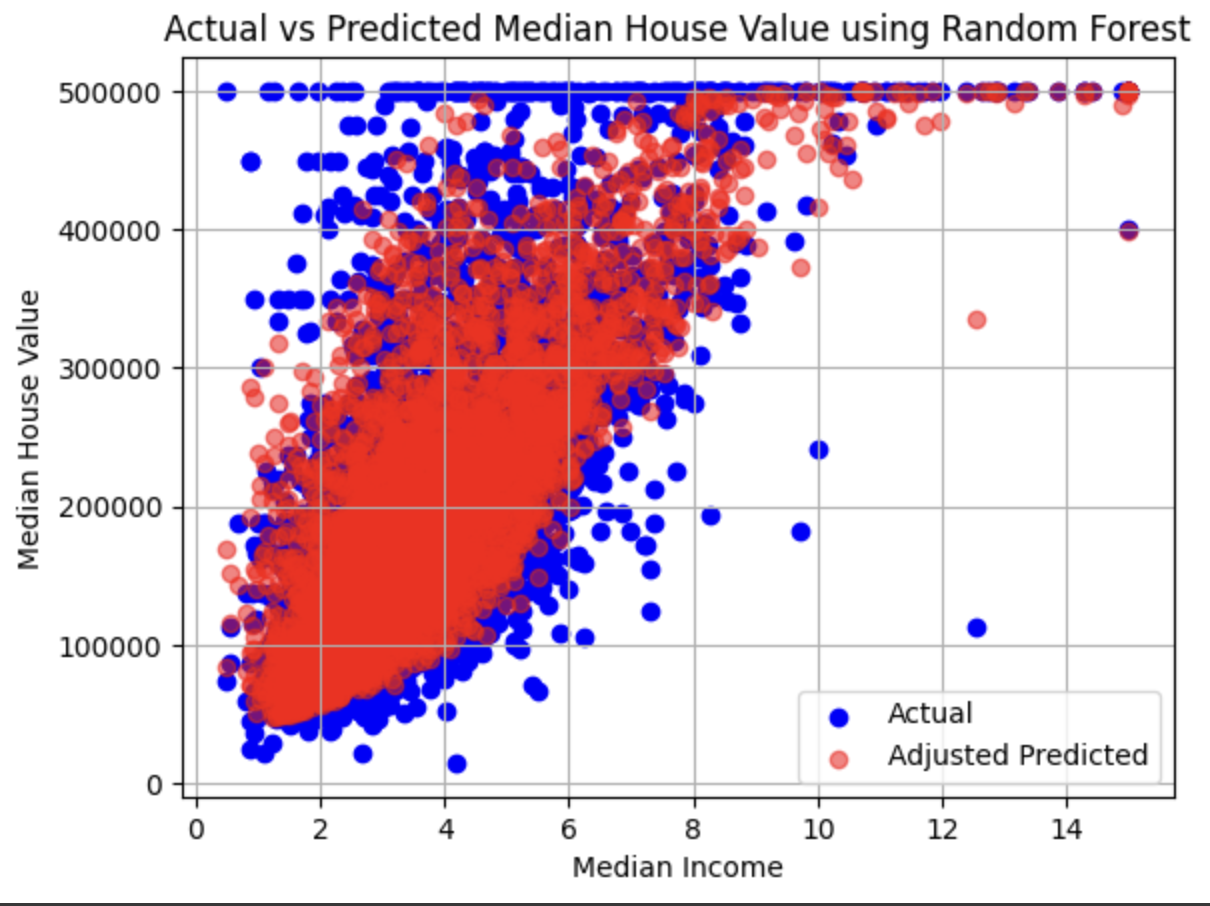 Actual vs Predicted Median House Value using Random Forest
500000
400000
300000
200000
100000
0
Median House Value
0 2 4 6 8 10 12 14
Median Income
Actual
Adjusted Predicted